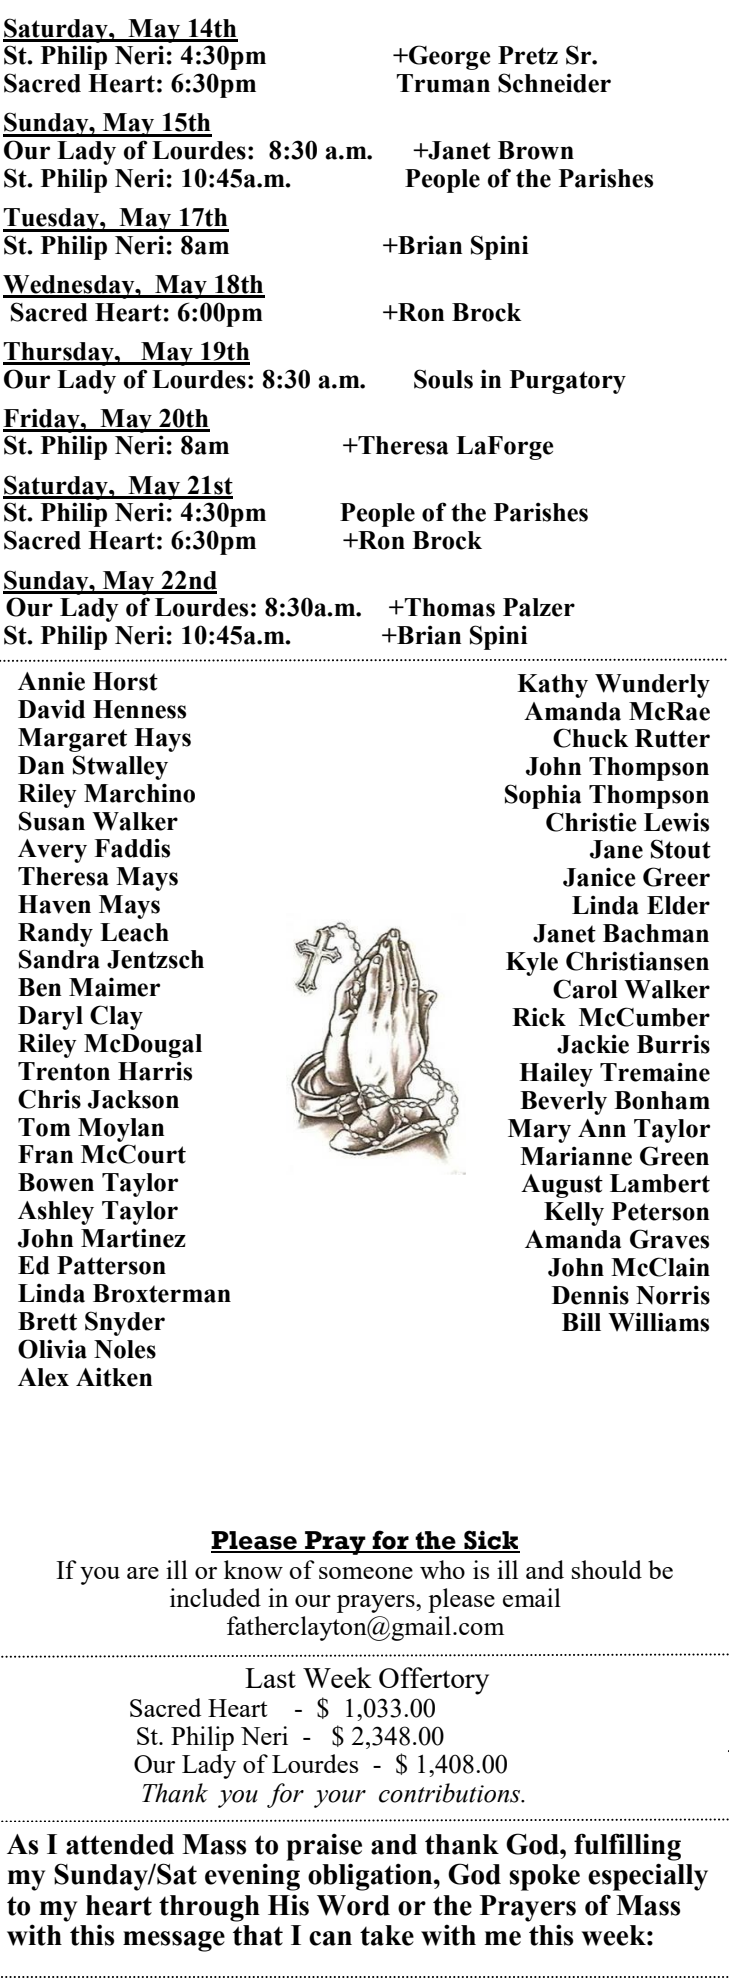 Saturday, May 14th
St. Philip Neri: 4:30pm +George Pretz Sr.
Sacred Heart: 6:30pm Truman Schneider
Sunday, May 15th
Our Lady of Lourdes: 8:30 a.m. +Janet Brown
St. Philip Neri: 10:45a.m. People of the Parishes
Tuesday, May 17th
St. Philip Neri: 8am +Brian Spini
Wednesday, May 18th
Sacred Heart: 6:00pm +Ron Brock
Thursday, May 19th
Our Lady of Lourdes: 8:30 a.m. Souls in Purgatory
Friday, May 20th
St. Philip Neri: 8am +Theresa LaForge
Saturday, May 21st
St. Philip Neri: 4:30pm People of the Parishes
Sacred Heart: 6:30pm +Ron Brock
Sunday, May 22nd
Our Lady of Lourdes: 8:30a.m. +Thomas Palzer
St. Philip Neri: 10:45a.m. +Brian Spini
Annie Horst
David Henness
Margaret Hays
Dan Stwalley
Riley Marchino
Susan Walker
Avery Faddis
Theresa Mays
Haven Mays
Randy Leach
Sandra Jentzsch
Ben Maimer
Daryl Clay
Riley McDougal
Trenton Harris
Chris Jackson
Tom Moylan
Fran McCourt
Bowen Taylor
Ashley Taylor
John Martinez
Ed Patterson
Linda Broxterman
Brett Snyder
Olivia Noles
Alex Aitken
Kathy Wunderly
Amanda McRae
Chuck Rutter
John Thompson
Sophia Thompson
Christie Lewis
Jane Stout
Janice Greer
Linda Elder
Janet Bachman
Kyle Christiansen
Carol Walker
Rick McCumber
Jackie Burris
Hailey Tremaine
Beverly Bonham
Mary Ann Taylor
Marianne Green
August Lambert
Kelly Peterson
Amanda Graves
John McClain
Dennis Norris
Bill Williams
Please Pray for the Sick
If you are ill or know of someone who is ill and should be
included in our prayers, please email
fatherclayton@gmail.com
Last Week Offertory
Sacred Heart - $ 1,033.00
St. Philip Neri - $ 2,348.00
Our Lady of Lourdes - $ 1,408.00
Thank you for your contributions.
As I attended Mass to praise and thank God, fulfilling
my Sunday/Sat evening obligation, God spoke especially
to my heart through His Word or the Prayers of Mass
with this message that I can take with me this week: